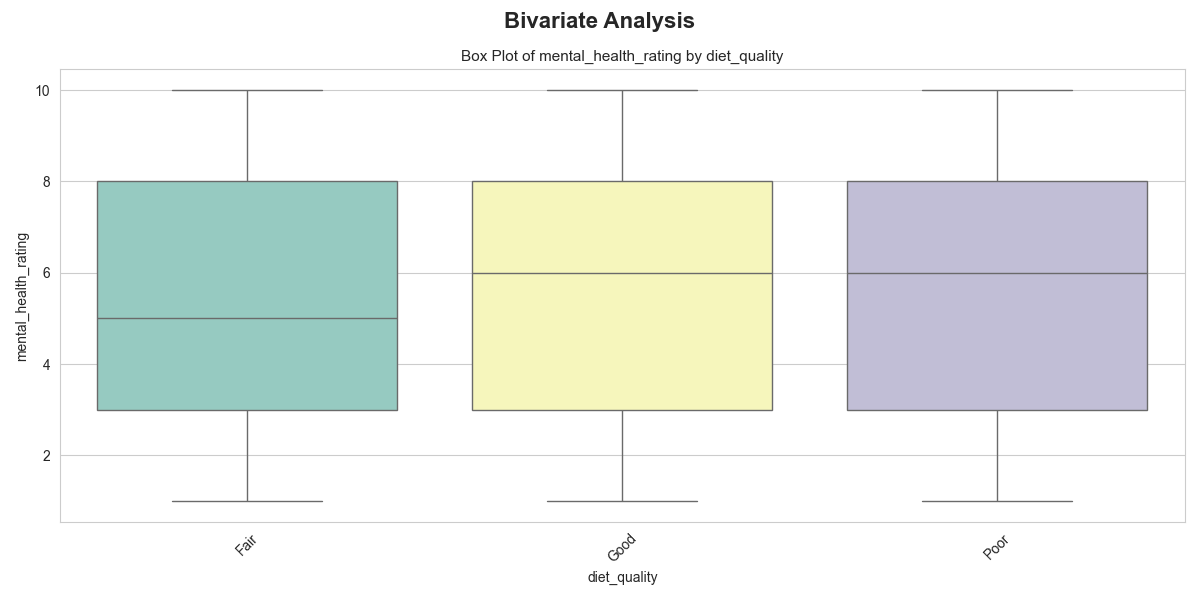 Bivariate Analysis
Box Plot of mental_health_rating by diet_quality
mental_health_rating
10
8
6
4
2
Fair
Good
Poor
diet_quality